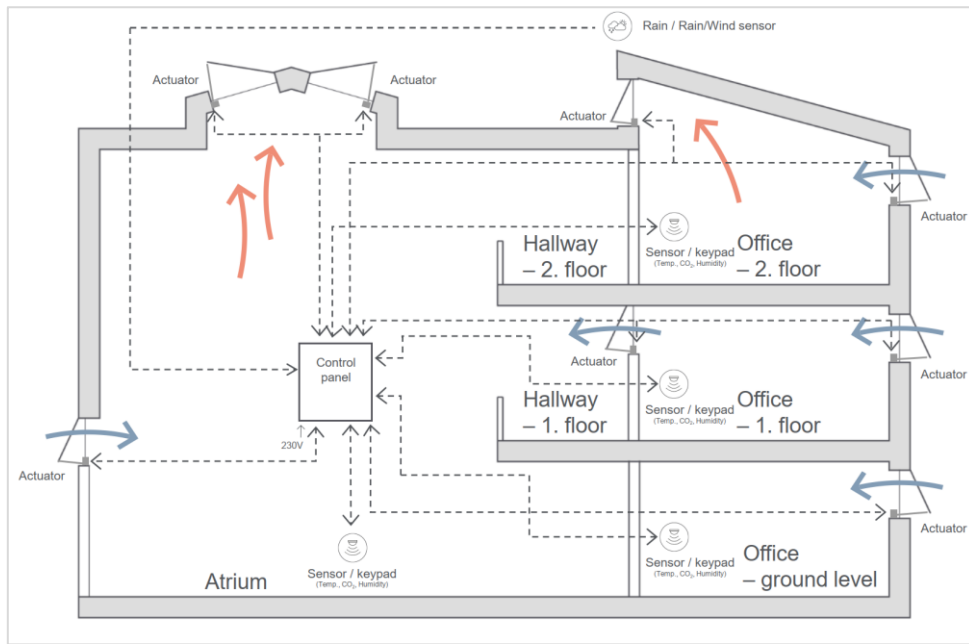 Rain / Rain/Wind sensor
Actuator
Actuator
Actuator
Actuator
Hallway
– 2. floor
Sensor / keypad
(Temp., CO₂, Humidity)
Office
– 2. floor
Control
panel
Actuator
Actuator
Hallway
– 1. floor
Sensor / keypad
(Temp., CO₂, Humidity)
Office
– 1. floor
230V
Actuator
Actuator
Atrium
Sensor / keypad
(Temp., CO₂, Humidity)
Sensor / keypad
(Temp., CO₂, Humidity)
Office
– ground level